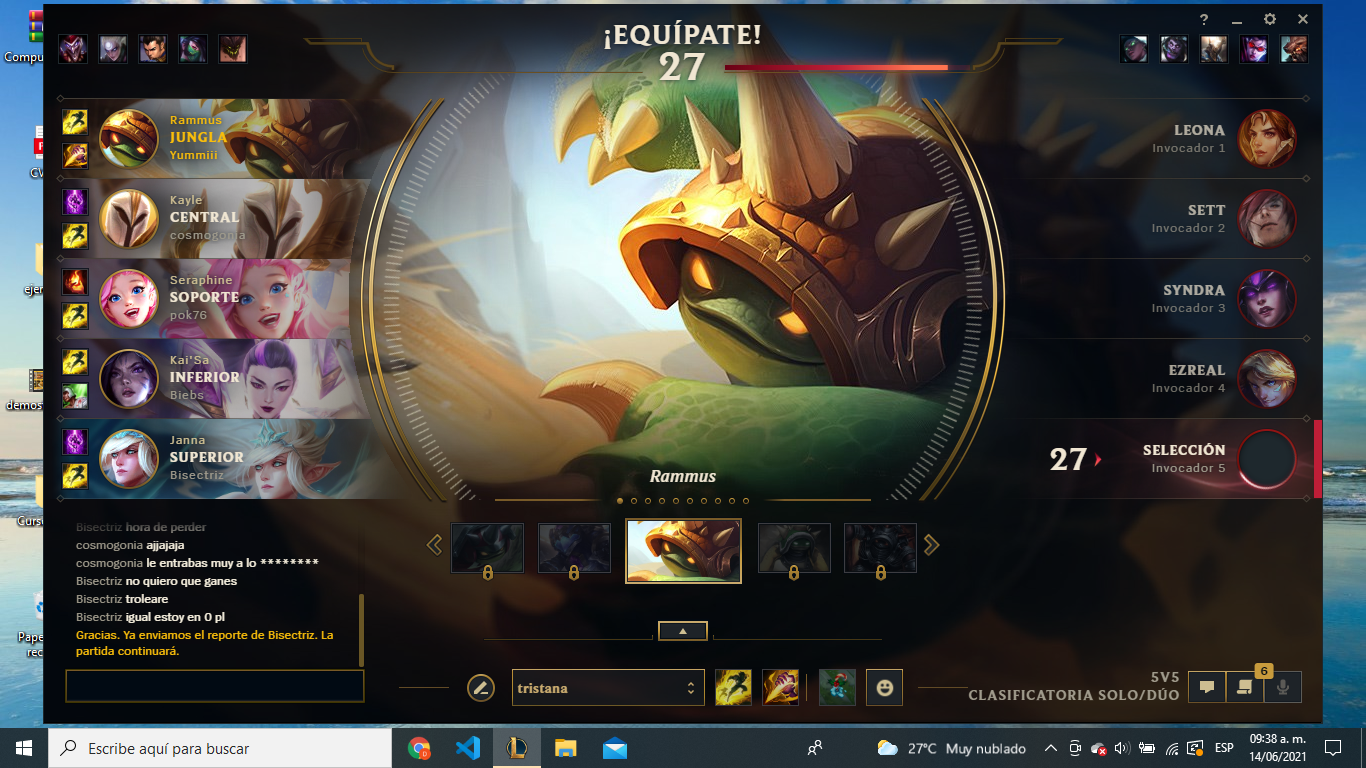 Compu
¡EQUÍPATE!
27
Rammus
JUNGLA
Yummiii
Kayle
CENTRAL
cosmogonia
Seraphine
SOPORTE
pok76
Kai'Sa
INFERIOR
Biebs
Janna
SUPERIOR
Bisectriz
LEONA
Invocador 1
SETT
Invocador 2
SYNDRA
Invocador 3
EZREAL
Invocador 4
27
SELECCIÓN
Invocador 5
Rammus
CV
ejer
demos
Curso
Pape
rec
Bisectriz hora de perder
cosmogonia ajjajaja
cosmogonia le entrabas muy a lo ********
Bisectriz no quiero que ganes
Bisectriz troleare
Bisectriz igual estoy en 0 pl
Gracias. Ya enviamos el reporte de Bisectriz. La
partida continuará.
tristana
5V5
CLASIFICATORIA SOLO/DÚO
6
Escribe aquí para buscar
27°C Muy nublado
ESP
09:38 a. m.
14/06/2021